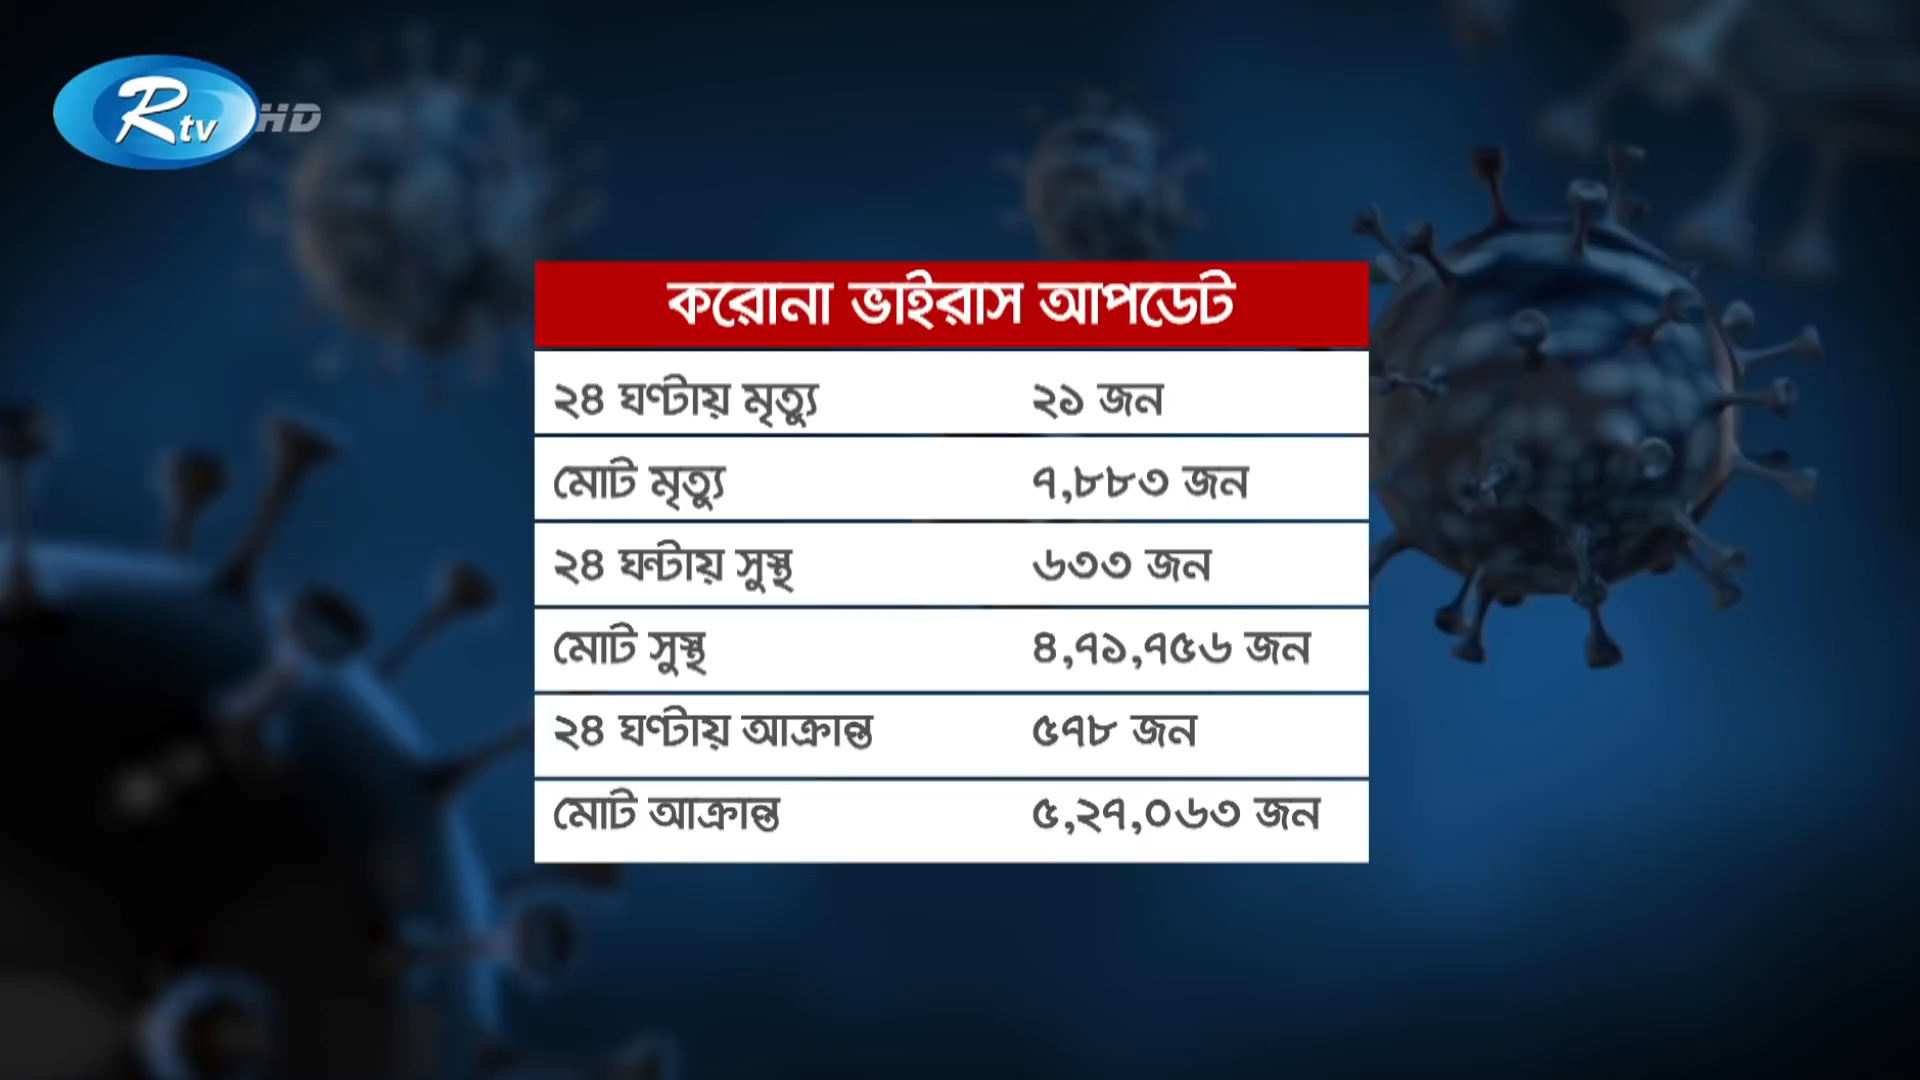 Rtv HD
করোনা ভাইরাস আপডেট
২৪ ঘণ্টায় মৃত্যু ২১ জন
মোট মৃত্যু ৭,৮৮৩ জন
২৪ ঘন্টায় সুস্থ ৬৩৩ জন
মোট সুস্থ ৪,৭১,৭৫৬ জন
২৪ ঘণ্টায় আক্রান্ত ৫৭৮ জন
মোট আক্রান্ত ৫,২৭,০৬৩ জন